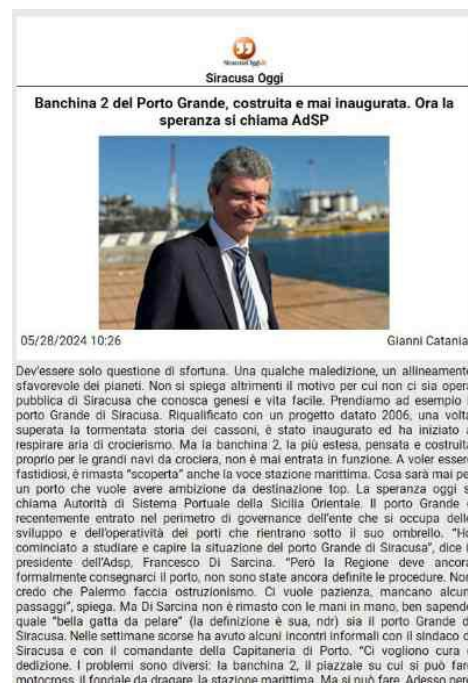 SiracusaOggi.it
Siracusa Oggi
Banchina 2 del Porto Grande, costruita e mai inaugurata. Ora la
speranza si chiama AdSP
05/28/2024 10:26
Gianni Catania
Dev'essere solo questione di sfortuna. Una qualche maledizione, un allineamento
sfavorevole dei pianeti. Non si spiega altrimenti il motivo per cui non ci sia opera
pubblica di Siracusa che conosca genesi e vita facile. Prendiamo ad esempio
porto Grande di Siracusa. Riqualificato con un progetto datato 2006, una volta
superata la tormentata storia dei cassoni, è stato inaugurato ed ha iniziato a
respirare aria di crocierismo. Ma la banchina 2, la più estesa, pensata e costruita
proprio per le grandi navi da crociera, non è mai entrata in funzione. A voler essere
fastidiosi, è rimasta "scoperta" anche la voce stazione marittima. Cosa sarà mai pe
un porto che vuole avere ambizione da destinazione top. La speranza oggi s
chiama Autorità di Sistema Portuale della Sicilia Orientale. Il porto Grande
recentemente entrato nel perimetro di governance dell'ente che si occupa dello
sviluppo e dell'operatività dei porti che rientrano sotto il suo ombrello. "Ho
cominciato a studiare e capire la situazione del porto Grande di Siracusa", dice i
presidente dell'Adsp, Francesco Di Sarcina. "Però la Regione deve ancora
formalmente consegnarci il porto, non sono state ancora definite le procedure. Non
credo che Palermo faccia ostruzionismo. Ci vuole pazienza, mancano alcun
passaggi", spiega. Ma Di Sarcina non è rimasto con le mani in mano, ben sapendo
quale "bella gatta da pelare" (la definizione è sua, ndr) sia il porto Grande d
Siracusa. Nelle settimane scorse ha avuto alcuni incontri informali con il sindaco d
Siracusa e con il comandante della Capitaneria di Porto. "Ci vogliono cura
dedizione. I problemi sono diversi: la banchina 2, il piazzale su cui si può fare
motocross, il fondale da dragare, la stazione marittima. Ma si può fare. Adesso però